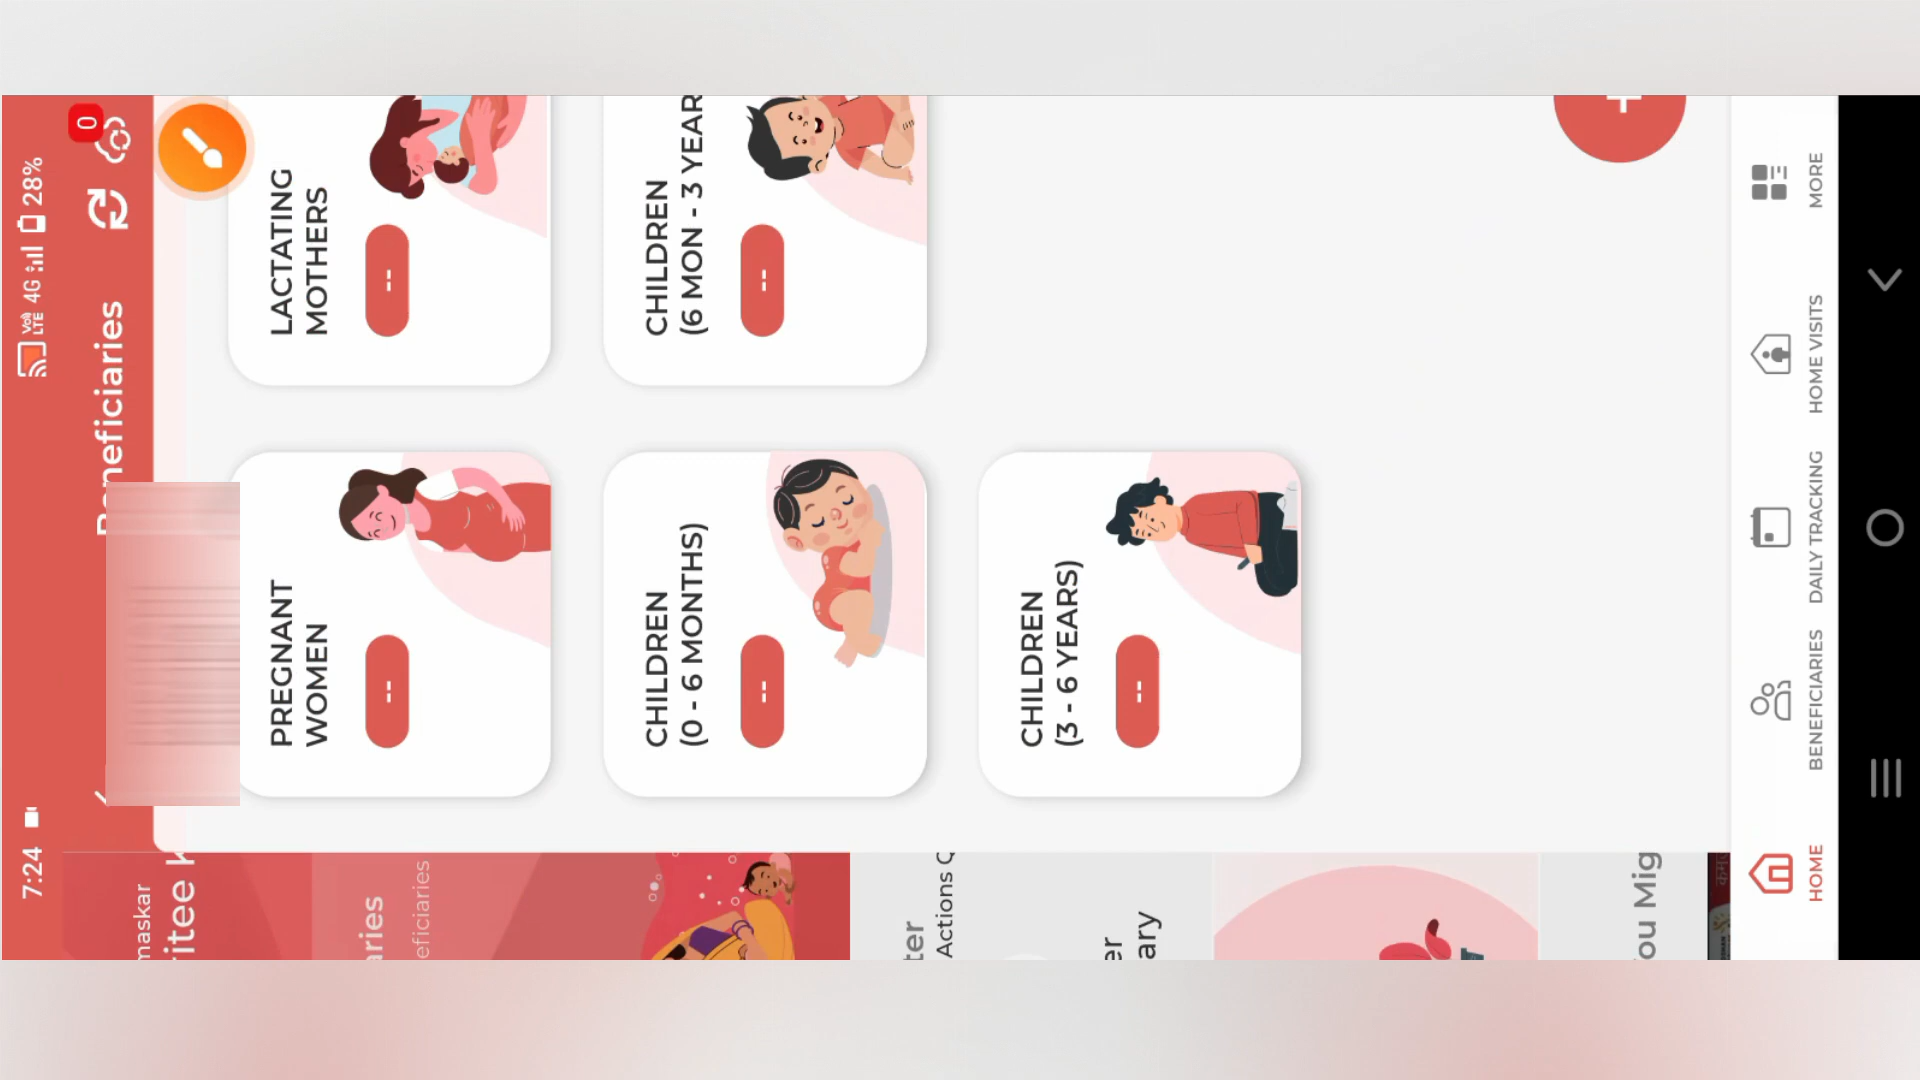 7:24
4G
28%
0
Beneficiaries
PREGNANT
WOMEN
--
LACTATING
MOTHERS
--
CHILDREN
(0 - 6 MONTHS)
--
CHILDREN
(6 MON - 3 YEAR
--
CHILDREN
(3 - 6 YEARS)
--
+
maskar
ritee
aries
eficiaries
ter
Actions
er
ary
ou Mig
HOME
BENEFICIARIES
DAILY TRACKING
HOME VISITS
MORE